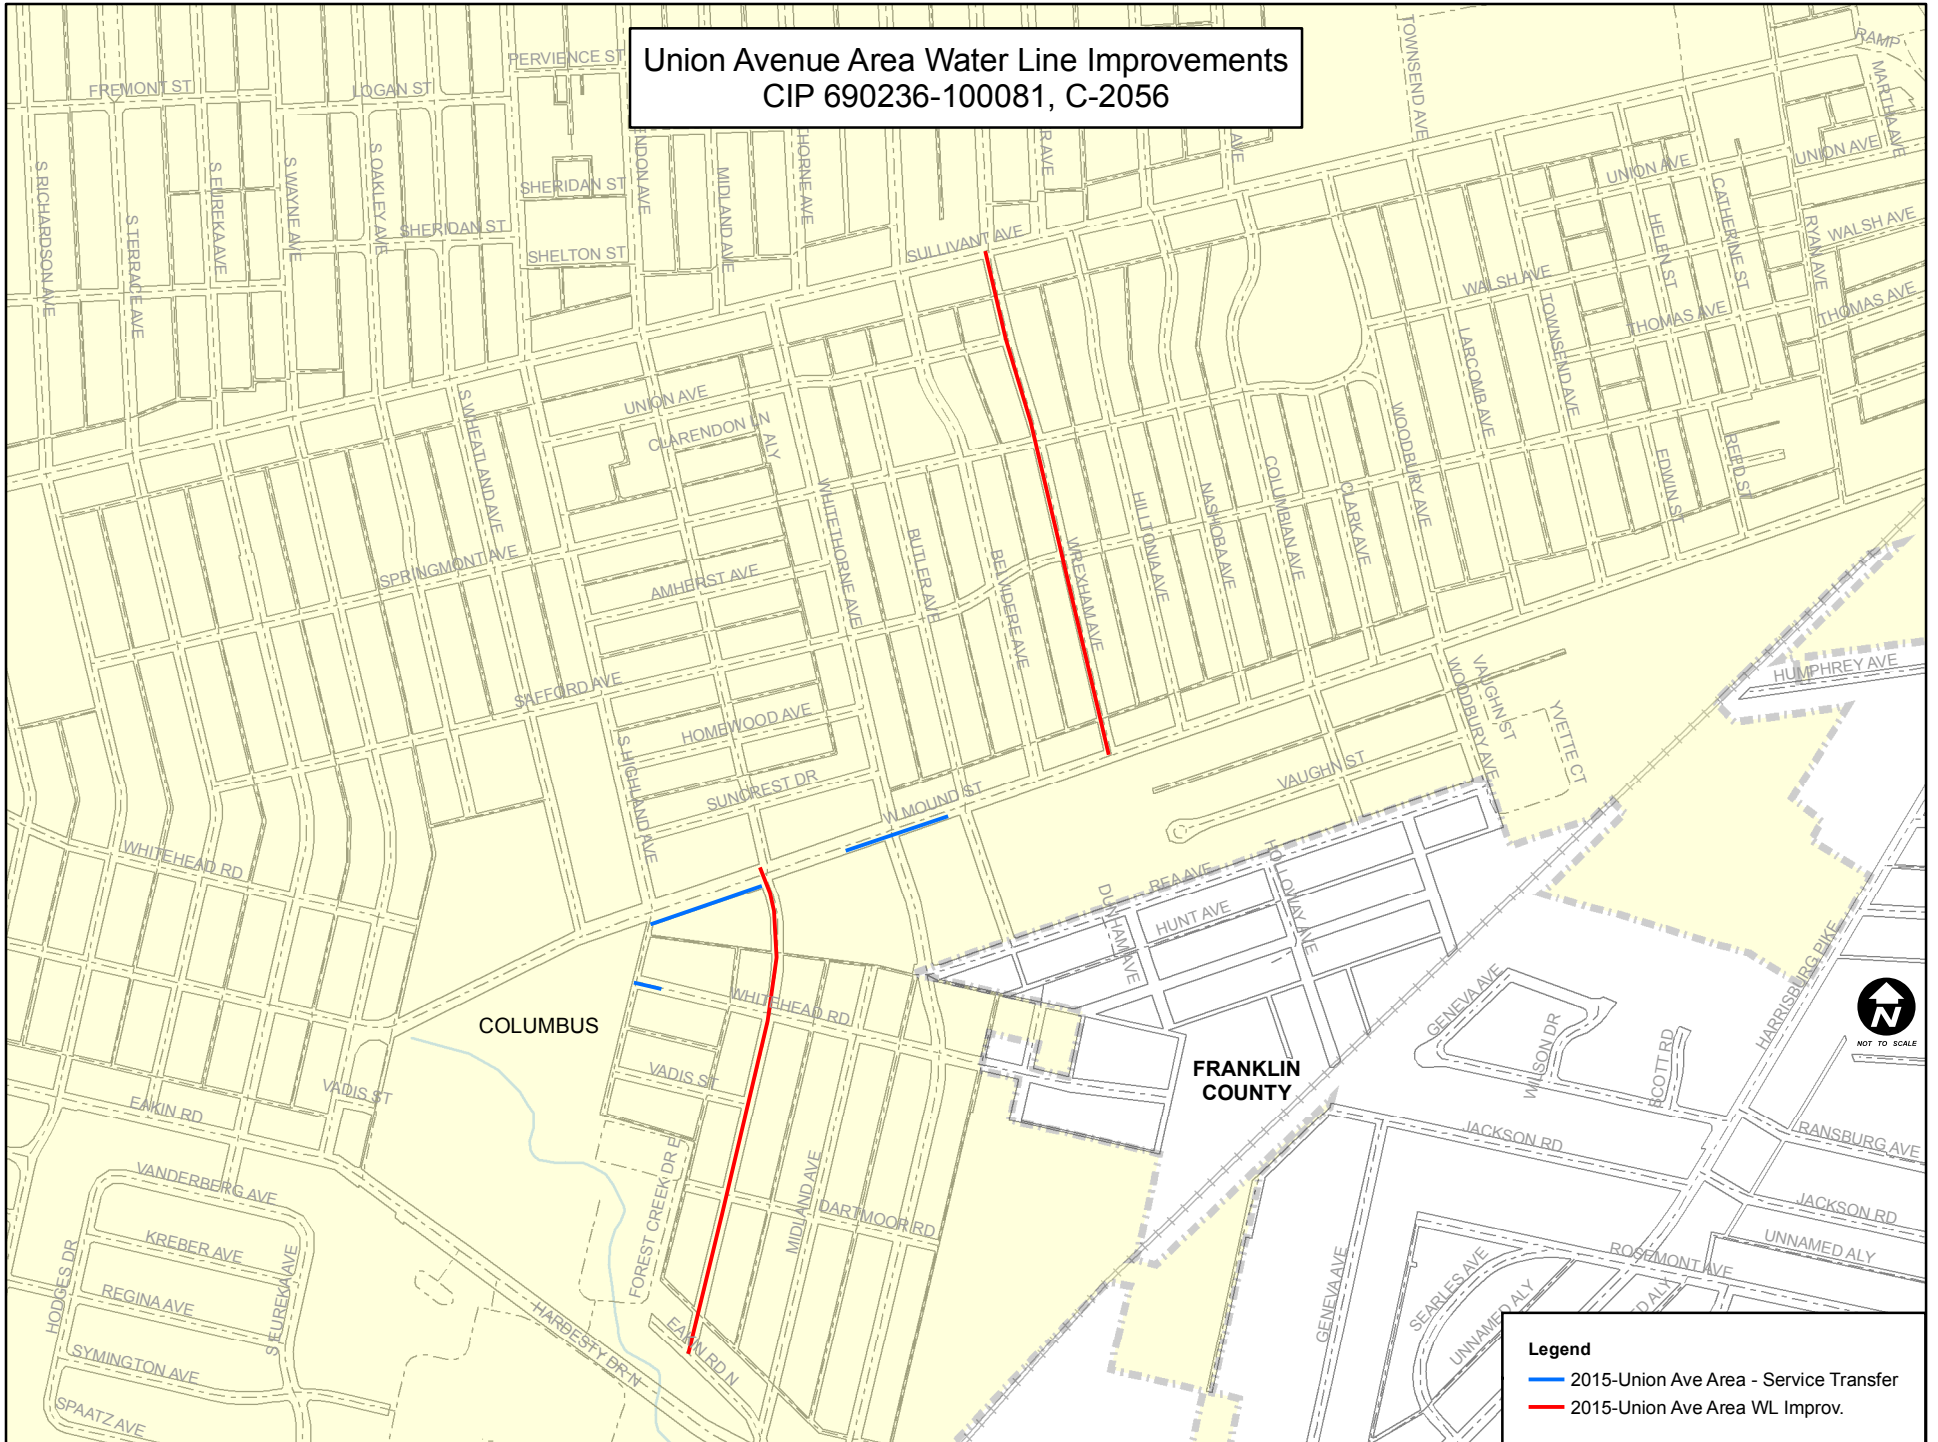 Union Avenue Area Water Line Improvements
CIP 690236-100081, C-2056
FREMONT ST
LOGAN ST
PERVIENCE ST
TOWNSEND AVE
RAMP
MARTHA AVE
S RICHARDSON AVE
S TERRACE AVE
S EUREKA AVE
S WAYNE AVE
S OAKLEY AVE
SHERIDAN ST
SHERIDAN ST
SHELTON ST
ENDON AVE
MIDLAND AVE
THORNE AVE
R AVE
AVE
SULLIVANT AVE
UNION AVE
UNION AVE
CATHERINE ST
HELEN ST
RYAN AVE
WALSH AVE
WALSH AVE
THOMAS AVE
THOMAS AVE
TOWNSEND AVE
LARCOMB AVE
S WHEATLAND AVE
UNION AVE
CLARENDON LN
ALY
WHITETHORNE AVE
BUTLER AVE
BELVIDERE AVE
WREXHAM AVE
HILLTONIA AVE
NASHOBA AVE
COLUMBIAN AVE
CLARK AVE
WOODBURY AVE
EDWIN ST
REED ST
SPRINGMONT AVE
AMHERST AVE
SAFFORD AVE
HOMEWOOD AVE
S HIGHLAND AVE
SUNCREST DR
W MOUND ST
VAUGHN ST
WOODBURY AVE
VAUGHN ST
YVETTE CT
HUMPHREY AVE
WHITEHEAD RD
REA AVE
HOLLOWAY AVE
DUNHAM AVE
HUNT AVE
HARRISBURG PIKE
GENEVA AVE
WILSON DR
SCOTT RD
N
NOT TO SCALE
COLUMBUS
WHITEHEAD RD
FRANKLIN
COUNTY
VADIS ST
VADIS ST
EAKIN RD
JACKSON RD
RANSBURG AVE
VANDERBERG AVE
KREBER AVE
REGINA AVE
HODGES DR
S EUREKA AVE
SYMINGTON AVE
SPAATZ AVE
FOREST CREEK DR E
MIDLAND AVE
DARTMOOR RD
HARDESTY DR N
EAKIN RD N
JACKSON RD
UNNAMED ALY
ROSEMONT AVE
GENEVA AVE
SEARLES AVE
UNNAMED ALY
ED ALY
Legend
2015-Union Ave Area - Service Transfer
2015-Union Ave Area WL Improv.